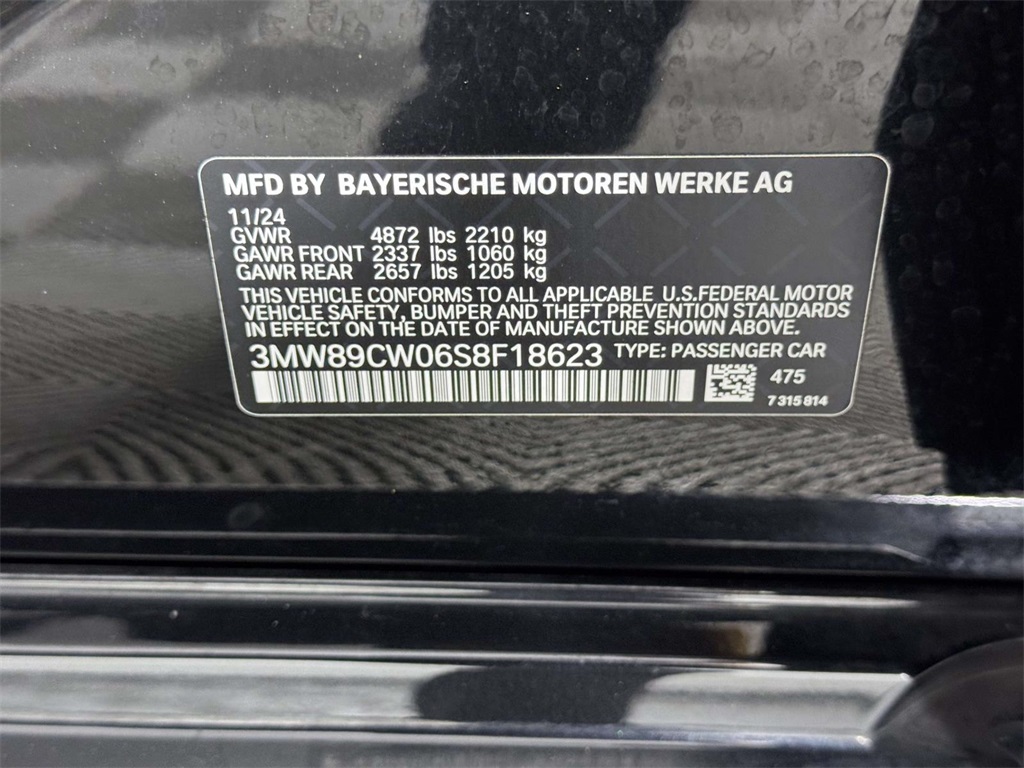 MFD BY BAYERISCHE MOTOREN WERKE AG
11/24
GVWR 4872 lbs 2210 kg
GAWR FRONT 2337 lbs 1060 kg
GAWR REAR 2657 lbs 1205 kg
THIS VEHICLE CONFORMS TO ALL APPLICABLE U.S.FEDERAL MOTOR
VEHICLE SAFETY, BUMPER AND THEFT PREVENTION STANDARDS
IN EFFECT ON THE DATE OF MANUFACTURE SHOWN ABOVE.
3MW89CW06S8F18623 TYPE: PASSENGER CAR
475
7 315 814